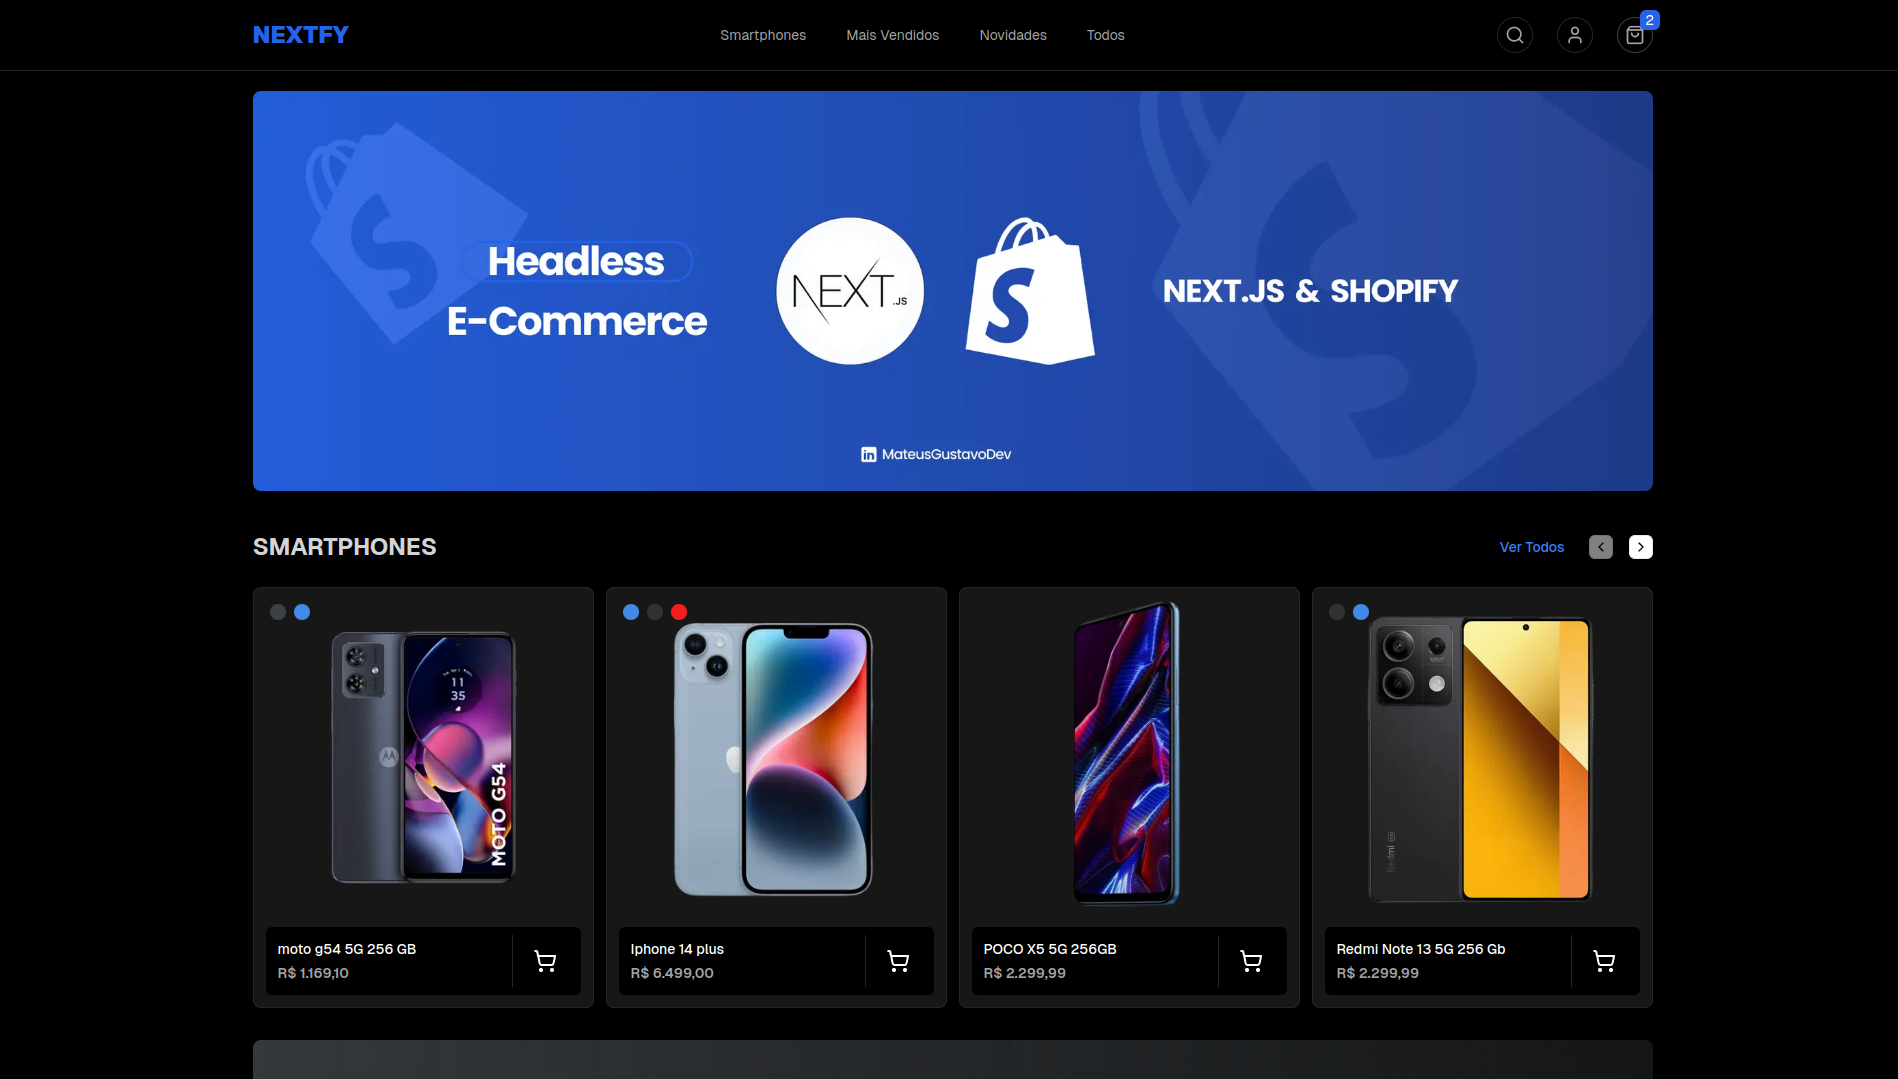 NEXTFY
Smartphones
Mais Vendidos
Novidades
Todos
2
Headless
E-Commerce
NEXT.JS
NEXT.JS & SHOPIFY
in MateusGustavoDev
SMARTPHONES
Ver Todos
11
35
MOTO G54
Redmi
moto g54 5G 256 GB
R$ 1.169,10
Iphone 14 plus
R$ 6.499,00
POCO X5 5G 256GB
R$ 2.299,99
Redmi Note 13 5G 256 Gb
R$ 2.299,99